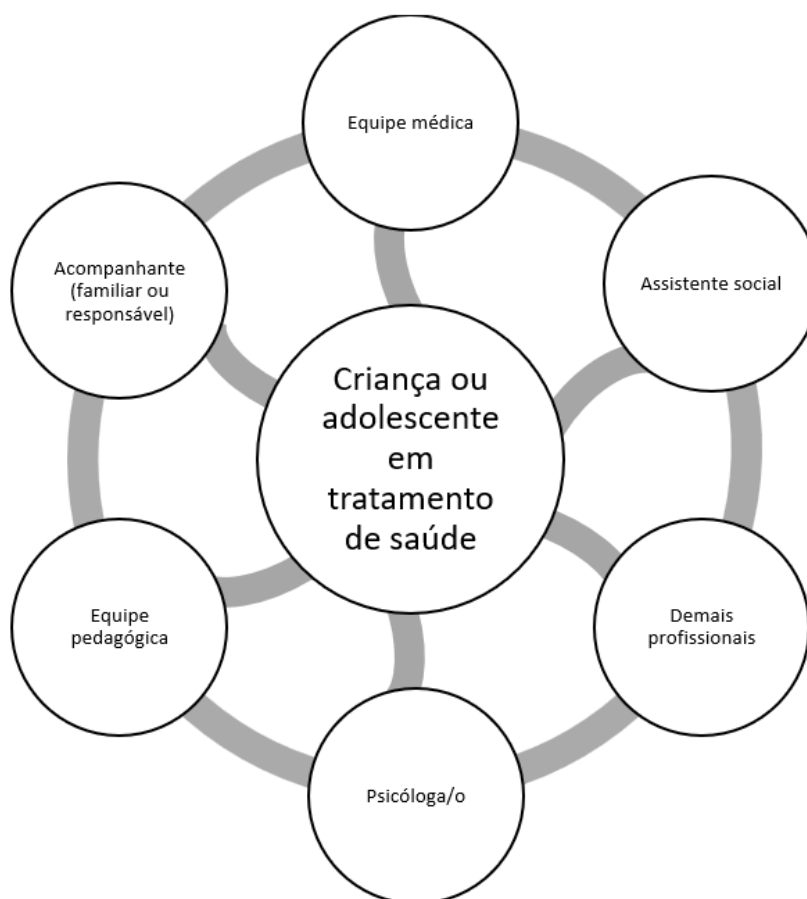 Equipe médica
Assistente social
Acompanhante
(familiar ou
responsável)
Criança ou
adolescente
em
tratamento
de saúde
Equipe
pedagógica
Demais
profissionais
Psicóloga/o